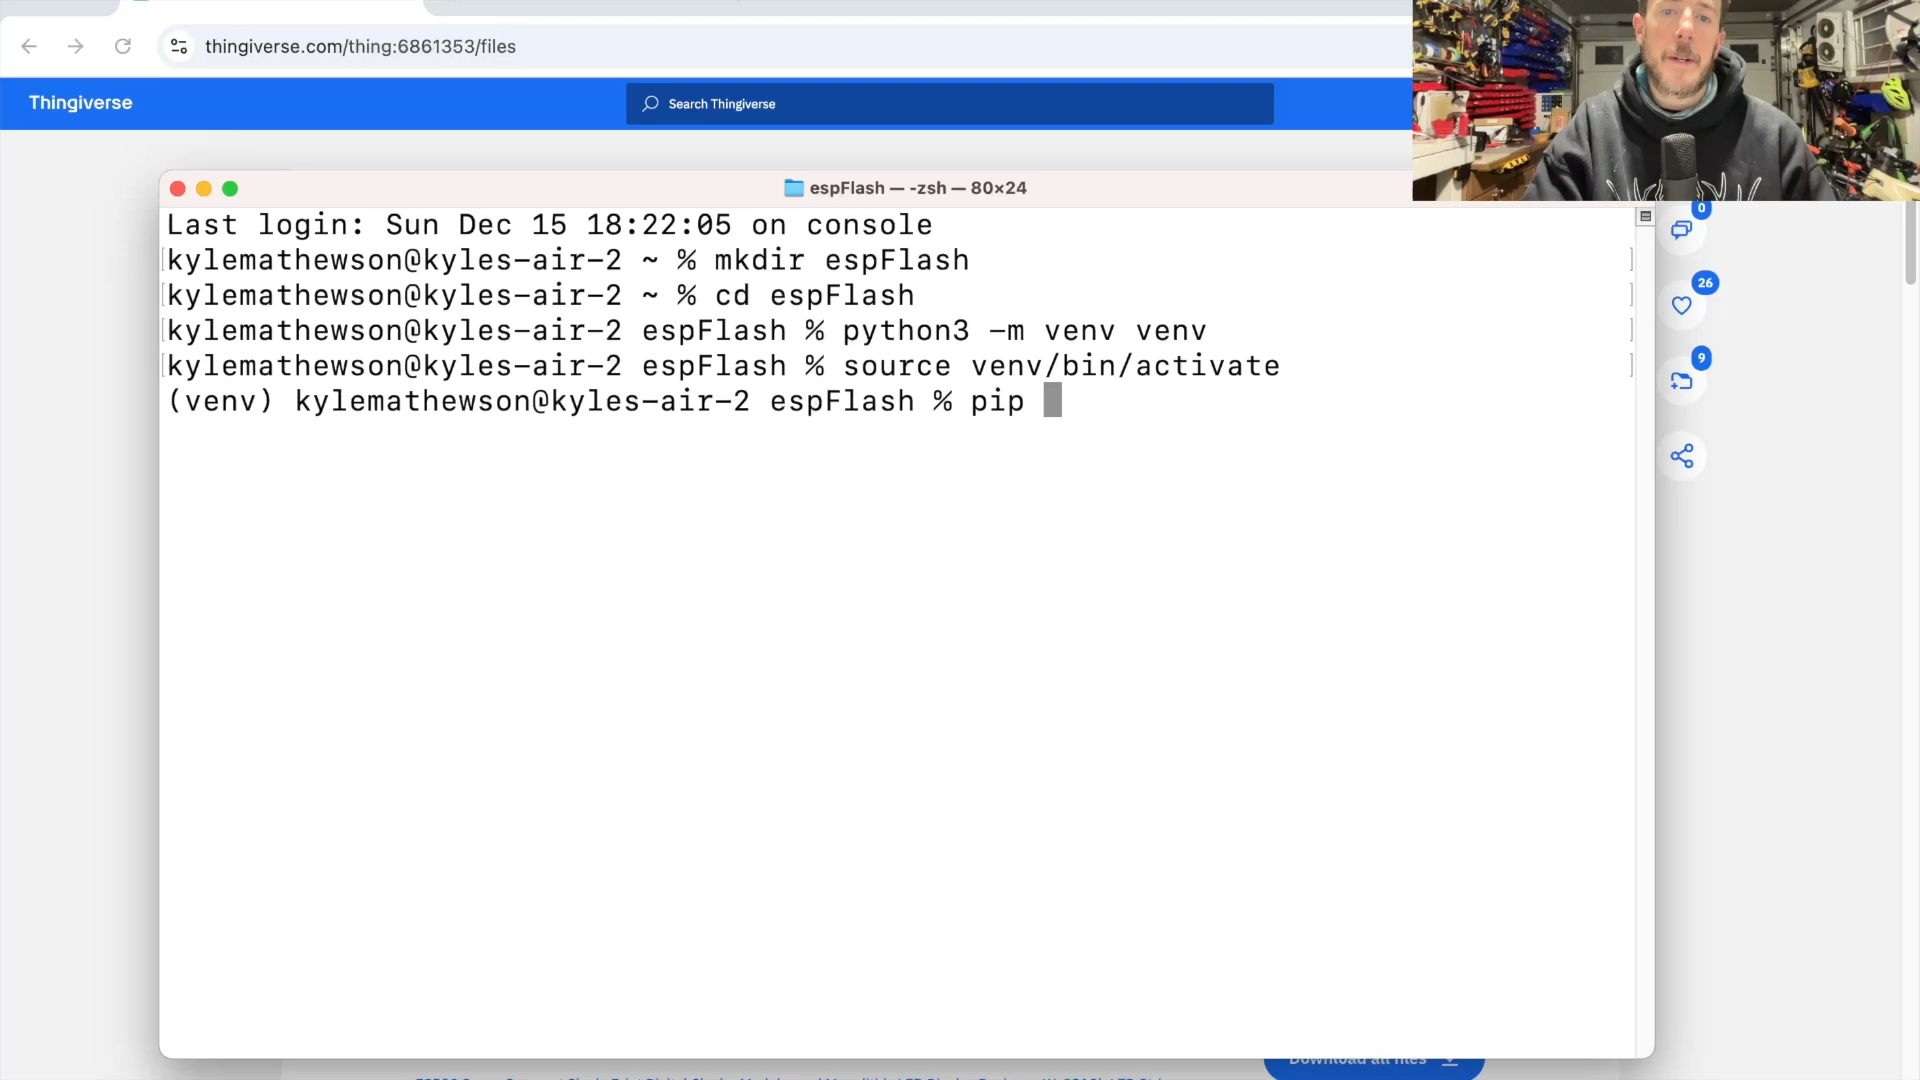 thingiverse.com/thing:6861353/files
Thingiverse
Search Thingiverse
espFlash — -zsh — 80×24
Last login: Sun Dec 15 18:22:05 on console
kylemathewson@kyles-air-2 ~ % mkdir espFlash
kylemathewson@kyles-air-2 ~ % cd espFlash
kylemathewson@kyles-air-2 espFlash % python3 -m venv venv
kylemathewson@kyles-air-2 espFlash % source venv/bin/activate
(venv) kylemathewson@kyles-air-2 espFlash % pip
0
26
9
Download all files